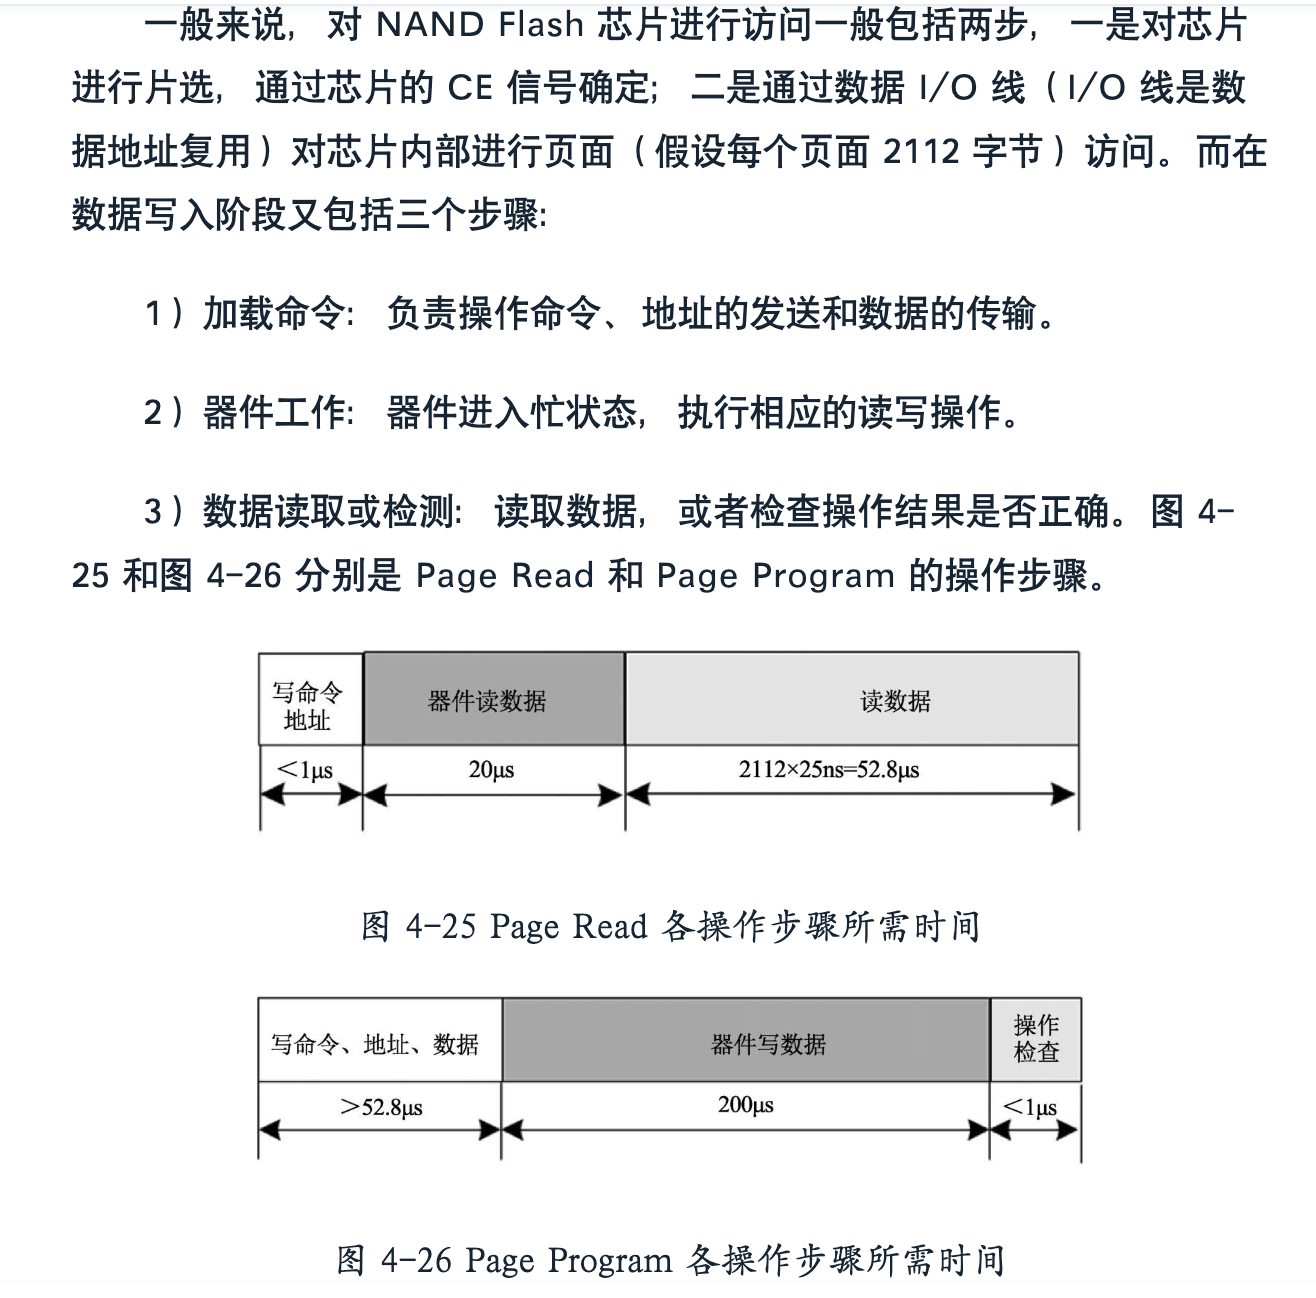 一般来说, 对 NAND Flash 芯片进行访问一般包括两步, 一是对芯片
进行片选, 通过芯片的 CE 信号确定; 二是通过数据 I/O 线 (I/O 线是数
据地址复用) 对芯片内部进行页面 (假设每个页面 2112 字节) 访问。而在
数据写入阶段又包括三个步骤:
1) 加载命令: 负责操作命令、地址的发送和数据的传输。
2) 器件工作: 器件进入忙状态, 执行相应的读写操作。
3) 数据读取或检测: 读取数据, 或者检查操作结果是否正确。图 4-
25 和图 4-26 分别是 Page Read 和 Page Program 的操作步骤。
写命令
地址
器件读数据
读数据
<1μs
20μs
2112×25ns=52.8μs
图 4-25 Page Read 各操作步骤所需时间
写命令、地址、数据
器件写数据
操作
检查
>52.8μs
200μs
<1μs
图 4-26 Page Program 各操作步骤所需时间